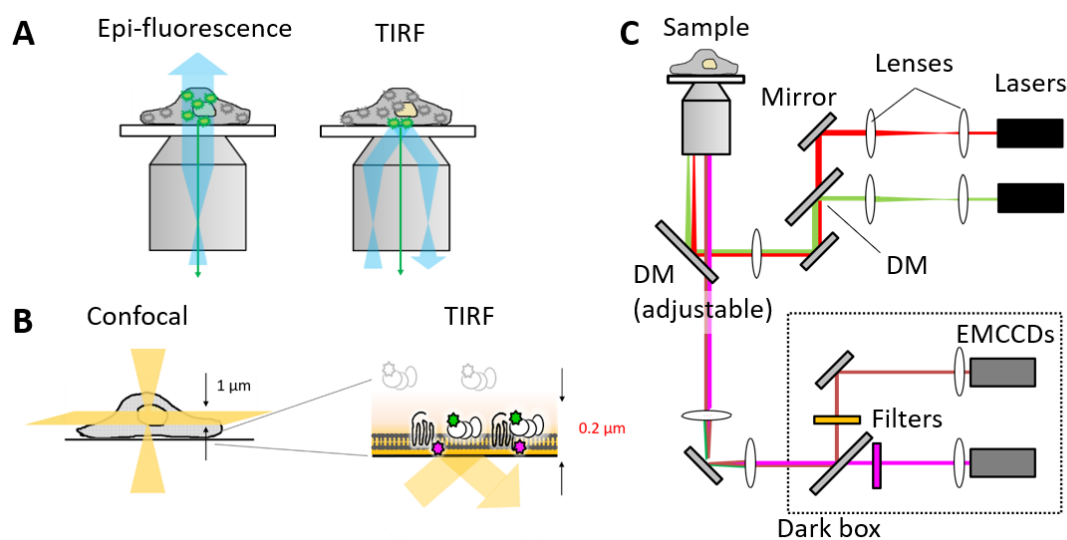 A
Epi-fluorescence
TIRF
B
Confocal
TIRF
1 μm
0.2 μm
C
Sample
Lenses
Lasers
Mirror
DM
DM
(adjustable)
EMCCDs
Filters
Dark box